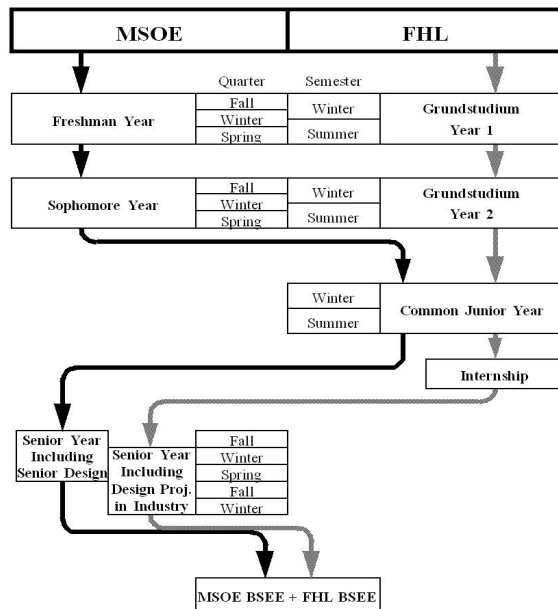 MSOE
FHL
Quarter
Semester
Freshman Year
Fall
Winter
Spring
Winter
Summer
Grundstudium
Year 1
Sophomore Year
Fall
Winter
Spring
Winter
Summer
Grundstudium
Year 2
Winter
Summer
Common Junior Year
Internship
Senior Year
Including
Senior Design
Senior Year
Including
Design Proj.
in Industry
Fall
Winter
Spring
Fall
Winter
MSOE BSEE + FHL BSEE